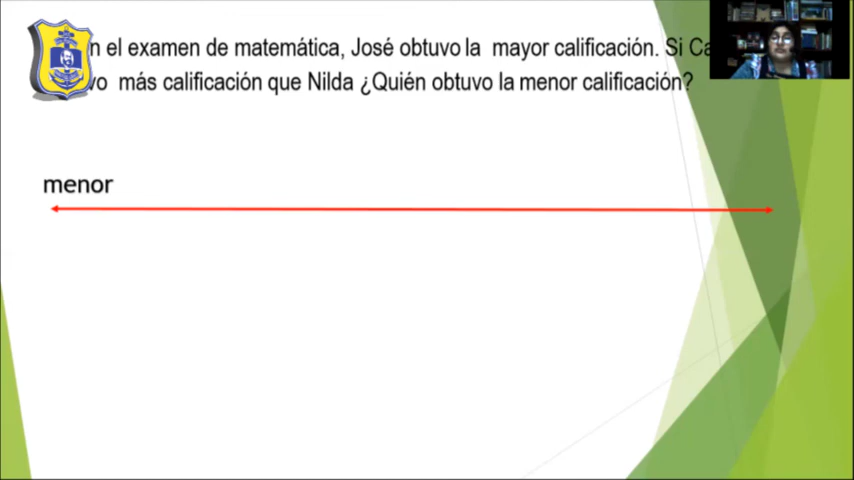 n el examen de matemática, José obtuvo la mayor calificación. Si Ca
vo más calificación que Nilda ¿Quién obtuvo la menor calificación?
menor